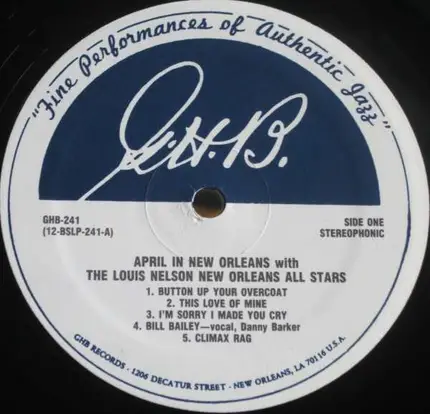 "Fine Performances of Authentic Jazz"
G.H.B.
GHB-241
(12-BSLP-241-A)
SIDE ONE
STEREOPHONIC
APRIL IN NEW ORLEANS with
THE LOUIS NELSON NEW ORLEANS ALL STARS
1. BUTTON UP YOUR OVERCOAT
2. THIS LOVE OF MINE
3. I'M SORRY I MADE YOU CRY
4. BILL BAILEY—vocal, Danny Barker
5. CLIMAX RAG
GHB RECORDS - 1206 DECATUR STREET - NEW ORLEANS, LA 70116 U.S.A.